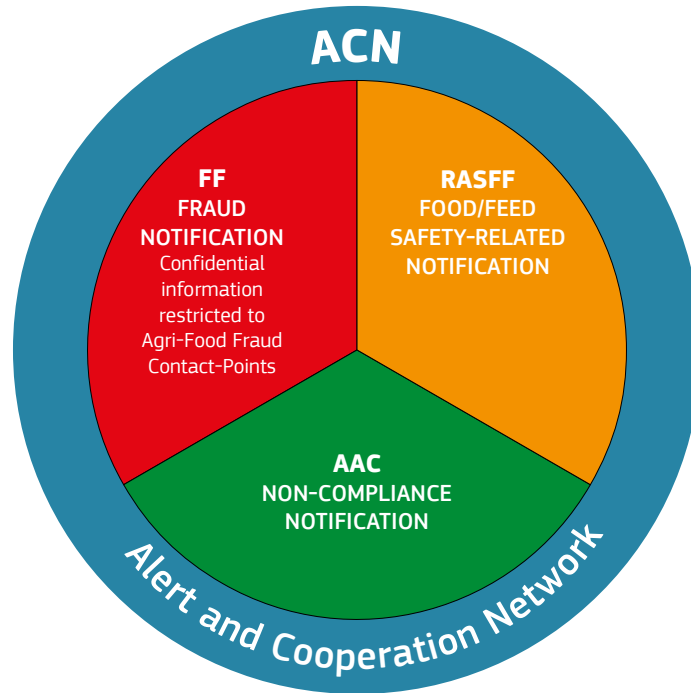 ACN
FF
FRAUD
NOTIFICATION
Confidential
information
restricted to
Agri-Food Fraud
Contact-Points
RASFF
FOOD/FEED
SAFETY-RELATED
NOTIFICATION
AAC
NON-COMPLIANCE
NOTIFICATION
Alert and Cooperation Network